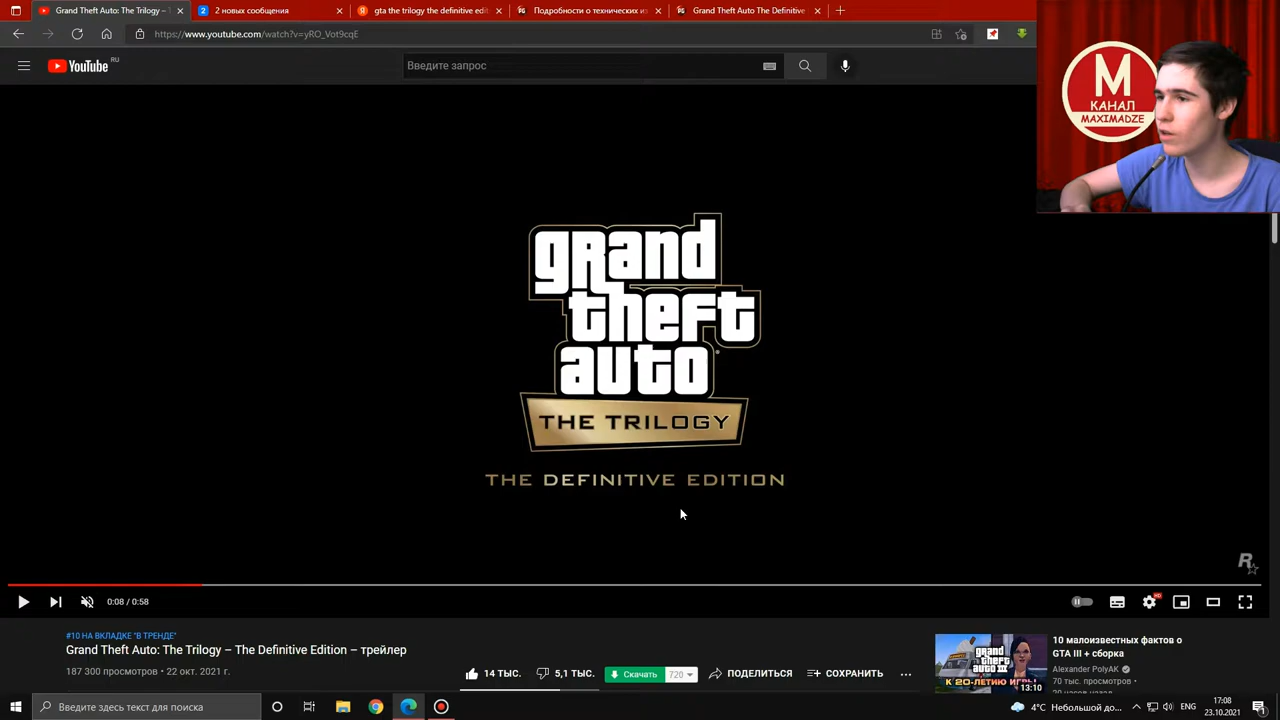 Grand Theft Auto: The Trilogy – T
2 новых сообщения
gta the trilogy the definitive edi
Подробности о технических из
Grand Theft Auto The Definitive
https://www.youtube.com/watch?v=yRO_Vot9cqE
YouTube RU
Введите запрос
М
КАНАЛ
MAXIMADZE
grand
theft
auto
THE TRILOGY
THE DEFINITIVE EDITION
0:08 / 0:58
HD
#10 НА ВКЛАДКЕ "В ТРЕНДЕ"
Grand Theft Auto: The Trilogy – The Definitive Edition – трейлер
187 300 просмотров • 22 окт. 2021 г.
14 ТЫС.
5,1 ТЫС.
Скачать 720
ПОДЕЛИТЬСЯ
СОХРАНИТЬ
grand theft auto
К 20-ЛЕТИЮ ИГРЫ
13:10
10 малоизвестных фактов о
GTA III + сборка
Alexander PolyAK
70 тыс. просмотров •
Введите здесь текст для поиска
4°C Небольшой до...
ENG
17:08
23.10.2021